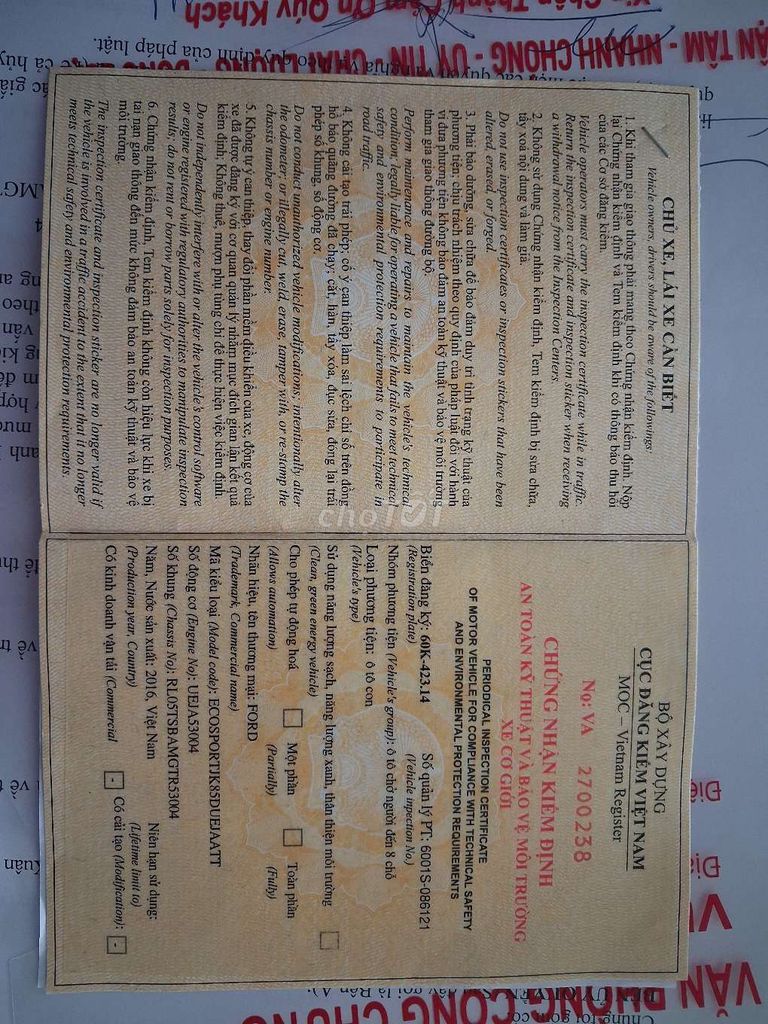 CHỦ XE, LÁI XE CẦN BIẾT
Vehicle owners, drivers should be aware of the followings:
1. Khi tham gia giao thông phải mang theo Chứng nhận kiểm định. Nộp
lại Chứng nhận kiểm định và Tem kiểm định khi có thông báo thu hồi
của các Cơ sở đăng kiểm.
Vehicle operators must carry the inspection certificate while in traffic.
Return the inspection certificate and inspection sticker when receiving
a withdrawal notice from the Inspection Centers.
2. Không sử dụng Chứng nhận kiểm định, Tem kiểm định bị sửa chữa,
tẩy xoá nội dung và làm giả.
Do not use inspection certificates or inspection stickers that have been
altered, erased, or forged.
3. Phải bảo dưỡng, sửa chữa để bảo đảm duy trì tình trạng kỹ thuật của
phương tiện; chịu trách nhiệm theo quy định của pháp luật đối với hành
vi đưa phương tiện không bảo đảm an toàn kỹ thuật và bảo vệ môi trường
tham gia giao thông đường bộ.
Perform maintenance and repairs to maintain the vehicle's technical
condition; legally liable for operating a vehicle that fails to meet technical
safety and environmental protection requirements to participate in
road traffic.
4. Không cải tạo trái phép; cố ý can thiệp làm sai lệch chỉ số trên đồng
hồ báo quãng đường đã chạy; cắt, hàn, tẩy xoá, đục sửa, đóng lại trái
phép số khung, số động cơ.
Do not conduct unauthorized vehicle modifications; intentionally alter
the odometer; or illegally cut, weld, erase, tamper with, or re-stamp the
chassis number or engine number.
5. Không tự ý can thiệp, thay đổi phần mềm điều khiển của xe, động cơ của
xe đã được đăng ký với cơ quan quản lý nhằm mục đích gian lận kết quả
kiểm định; Không thuê, mượn phụ tùng chỉ để thực hiện việc kiểm định.
Do not independently interfere with or alter the vehicle's control software
or engine registered with regulatory authorities to manipulate inspection
results; do not rent or borrow parts solely for inspection purposes.
6. Chứng nhận kiểm định, Tem kiểm định không còn hiệu lực khi xe bị
tai nạn giao thông đến mức không đảm bảo an toàn kỹ thuật và bảo vệ
môi trường.
The inspection certificate and inspection sticker are no longer valid if
the vehicle is involved in a traffic accident to the extent that it no longer
meets technical safety and environmental protection requirements.
BỘ XÂY DỰNG
CỤC ĐĂNG KIỂM VIỆT NAM
MOC – Vietnam Register
No: VA 2700238
CHỨNG NHẬN KIỂM ĐỊNH
AN TOÀN KỸ THUẬT VÀ BẢO VỆ MÔI TRƯỜNG
XE CƠ GIỚI
PERIODICAL INSPECTION CERTIFICATE
OF MOTOR VEHICLE FOR COMPLIANCE WITH TECHNICAL SAFETY
AND ENVIRONMENTAL PROTECTION REQUIREMENTS
Biển đăng ký: 60K-423.14 Số quản lý PT: 6001S-086121
(Registration plate) (Vehicle inpection No.)
Nhóm phương tiện (Vehicle's group): ô tô chở người đến 8 chỗ
Loại phương tiện: ô tô con
(Vehicle's type)
Sử dụng năng lượng sạch, năng lượng xanh, thân thiện môi trường
(Clean, green energy vehicle)
Cho phép tự động hoá Một phần Toàn phần
(Allows automation) (Partially) (Fully)
Nhãn hiệu, tên thương mại: FORD
(Trademark, Commercial name)
Mã kiểu loại (Model code): ECOSPORTJK85DUEJAATT
Số động cơ (Engine No): UEJA53004
Số khung (Chassis No): RL05TSBAMGTR53004
Năm, Nước sản xuất: 2016, Việt Nam Niên hạn sử dụng:
(Production year, Country) (Lifetime limit to)
Có kinh doanh vận tải (Commercial - Có cải tạo (Modification): -
choTỐT
Xin Chân Thành Cảm Ơn Qúy Khách
NHANH CHÓNG - UY TÍN - CHẤT LƯỢNG
VĂN PHÒNG CÔNG CHỨNG